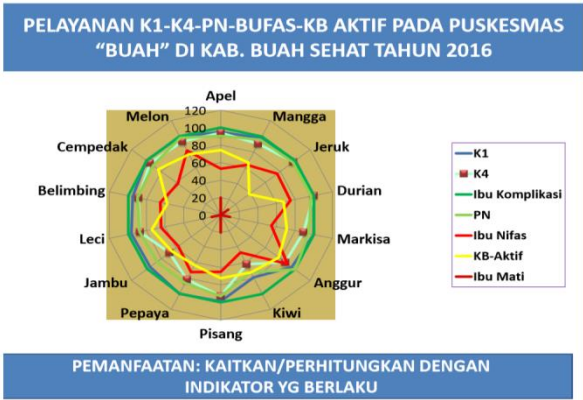 PELAYANAN K1-K4-PN-BUFAS-KB AKTIF PADA PUSKESMAS
“BUAH” DI KAB. BUAH SEHAT TAHUN 2016
Apel
Mangga
Jeruk
Durian
Markisa
Anggur
Kiwi
Pisang
Pepaya
Jambu
Leci
Belimbing
Cempedak
Melon
120
100
80
60
40
20
0
K1
K4
Ibu Komplikasi
PN
Ibu Nifas
KB-Aktif
Ibu Mati
PEMANFAATAN: KAITKAN/PERHITUNGKAN DENGAN
INDIKATOR YG BERLAKU